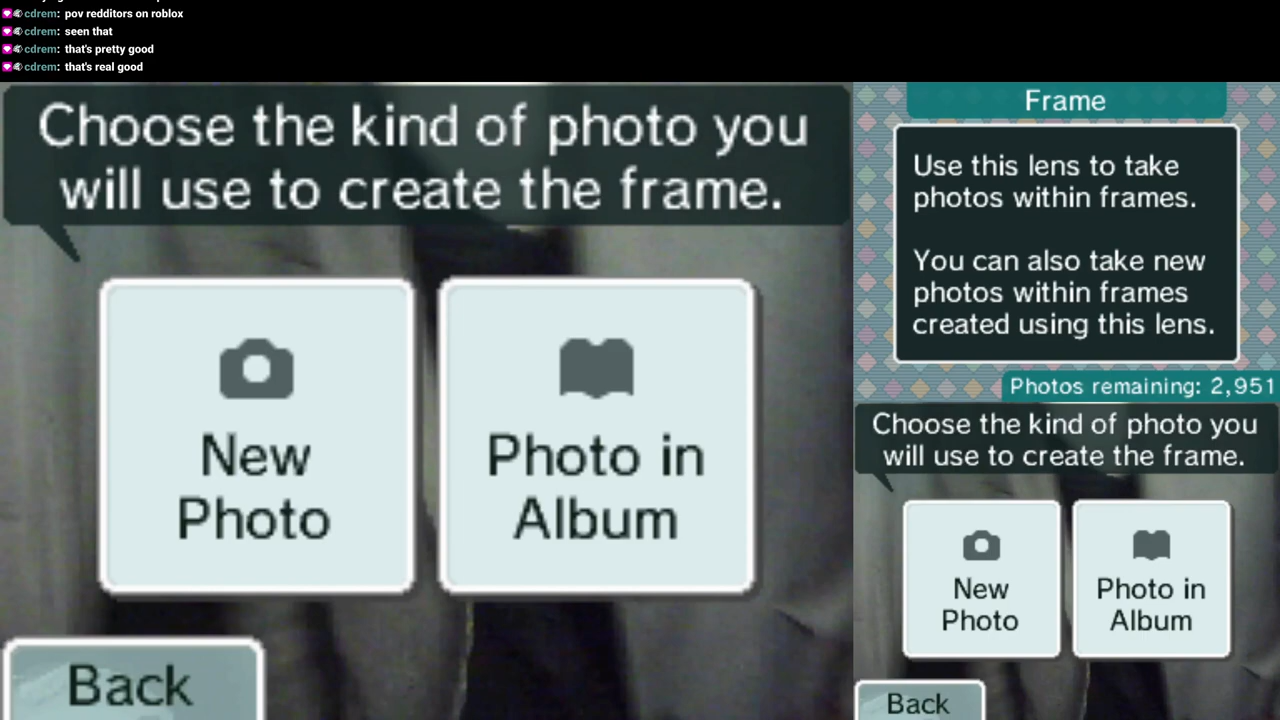 cdrem: pov redditors on roblox
cdrem: seen that
cdrem: that's pretty good
cdrem: that's real good
Choose the kind of photo you
will use to create the frame.
New
Photo
Photo in
Album
Back
Frame
Use this lens to take
photos within frames.
You can also take new
photos within frames
created using this lens.
Photos remaining: 2,951
Choose the kind of photo you
will use to create the frame.
New
Photo
Photo in
Album
Back